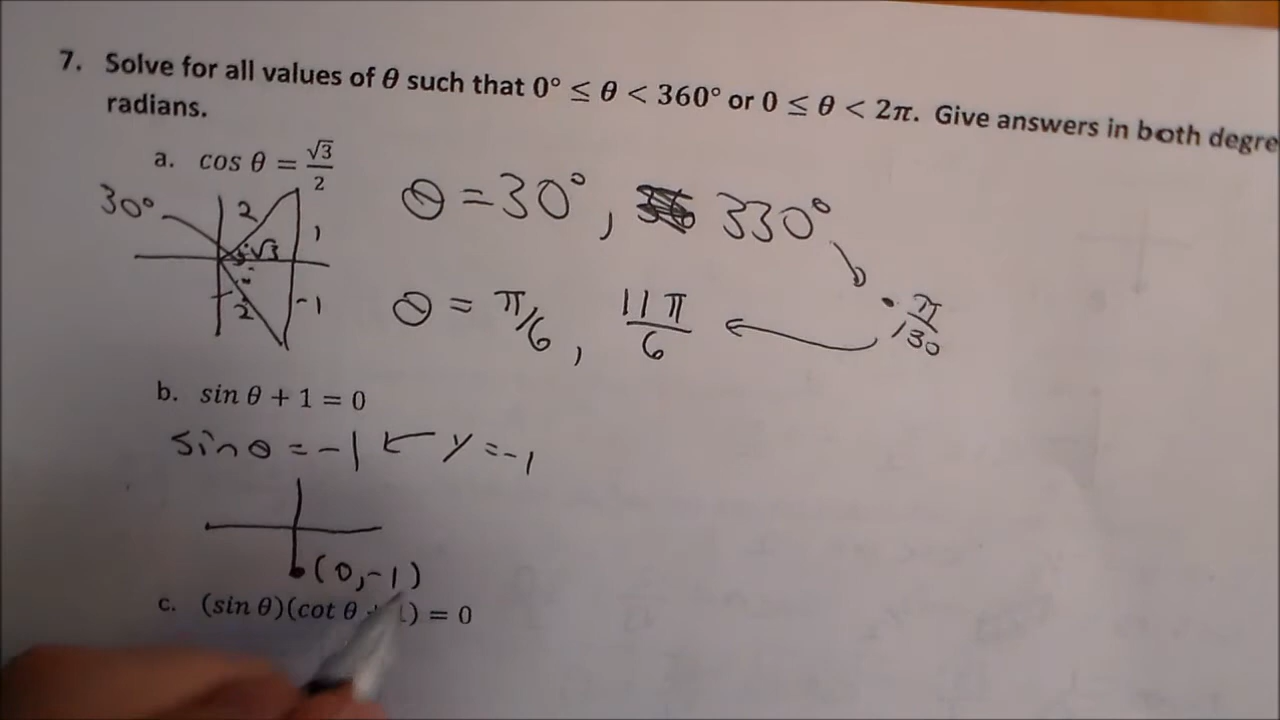 7. Solve for all values of θ such that 0° ≤ θ < 360° or 0 ≤ θ < 2π. Give answers in both degre
radians.
a. cos θ = √3/2
30°
2
1
√3
2
-1
θ = 30°, 330°
· π/180
θ = π/6, 11π/6
b. sin θ + 1 = 0
sin θ = -1 ← y = -1
(0,-1)
c. (sin θ)(cot θ + 1) = 0